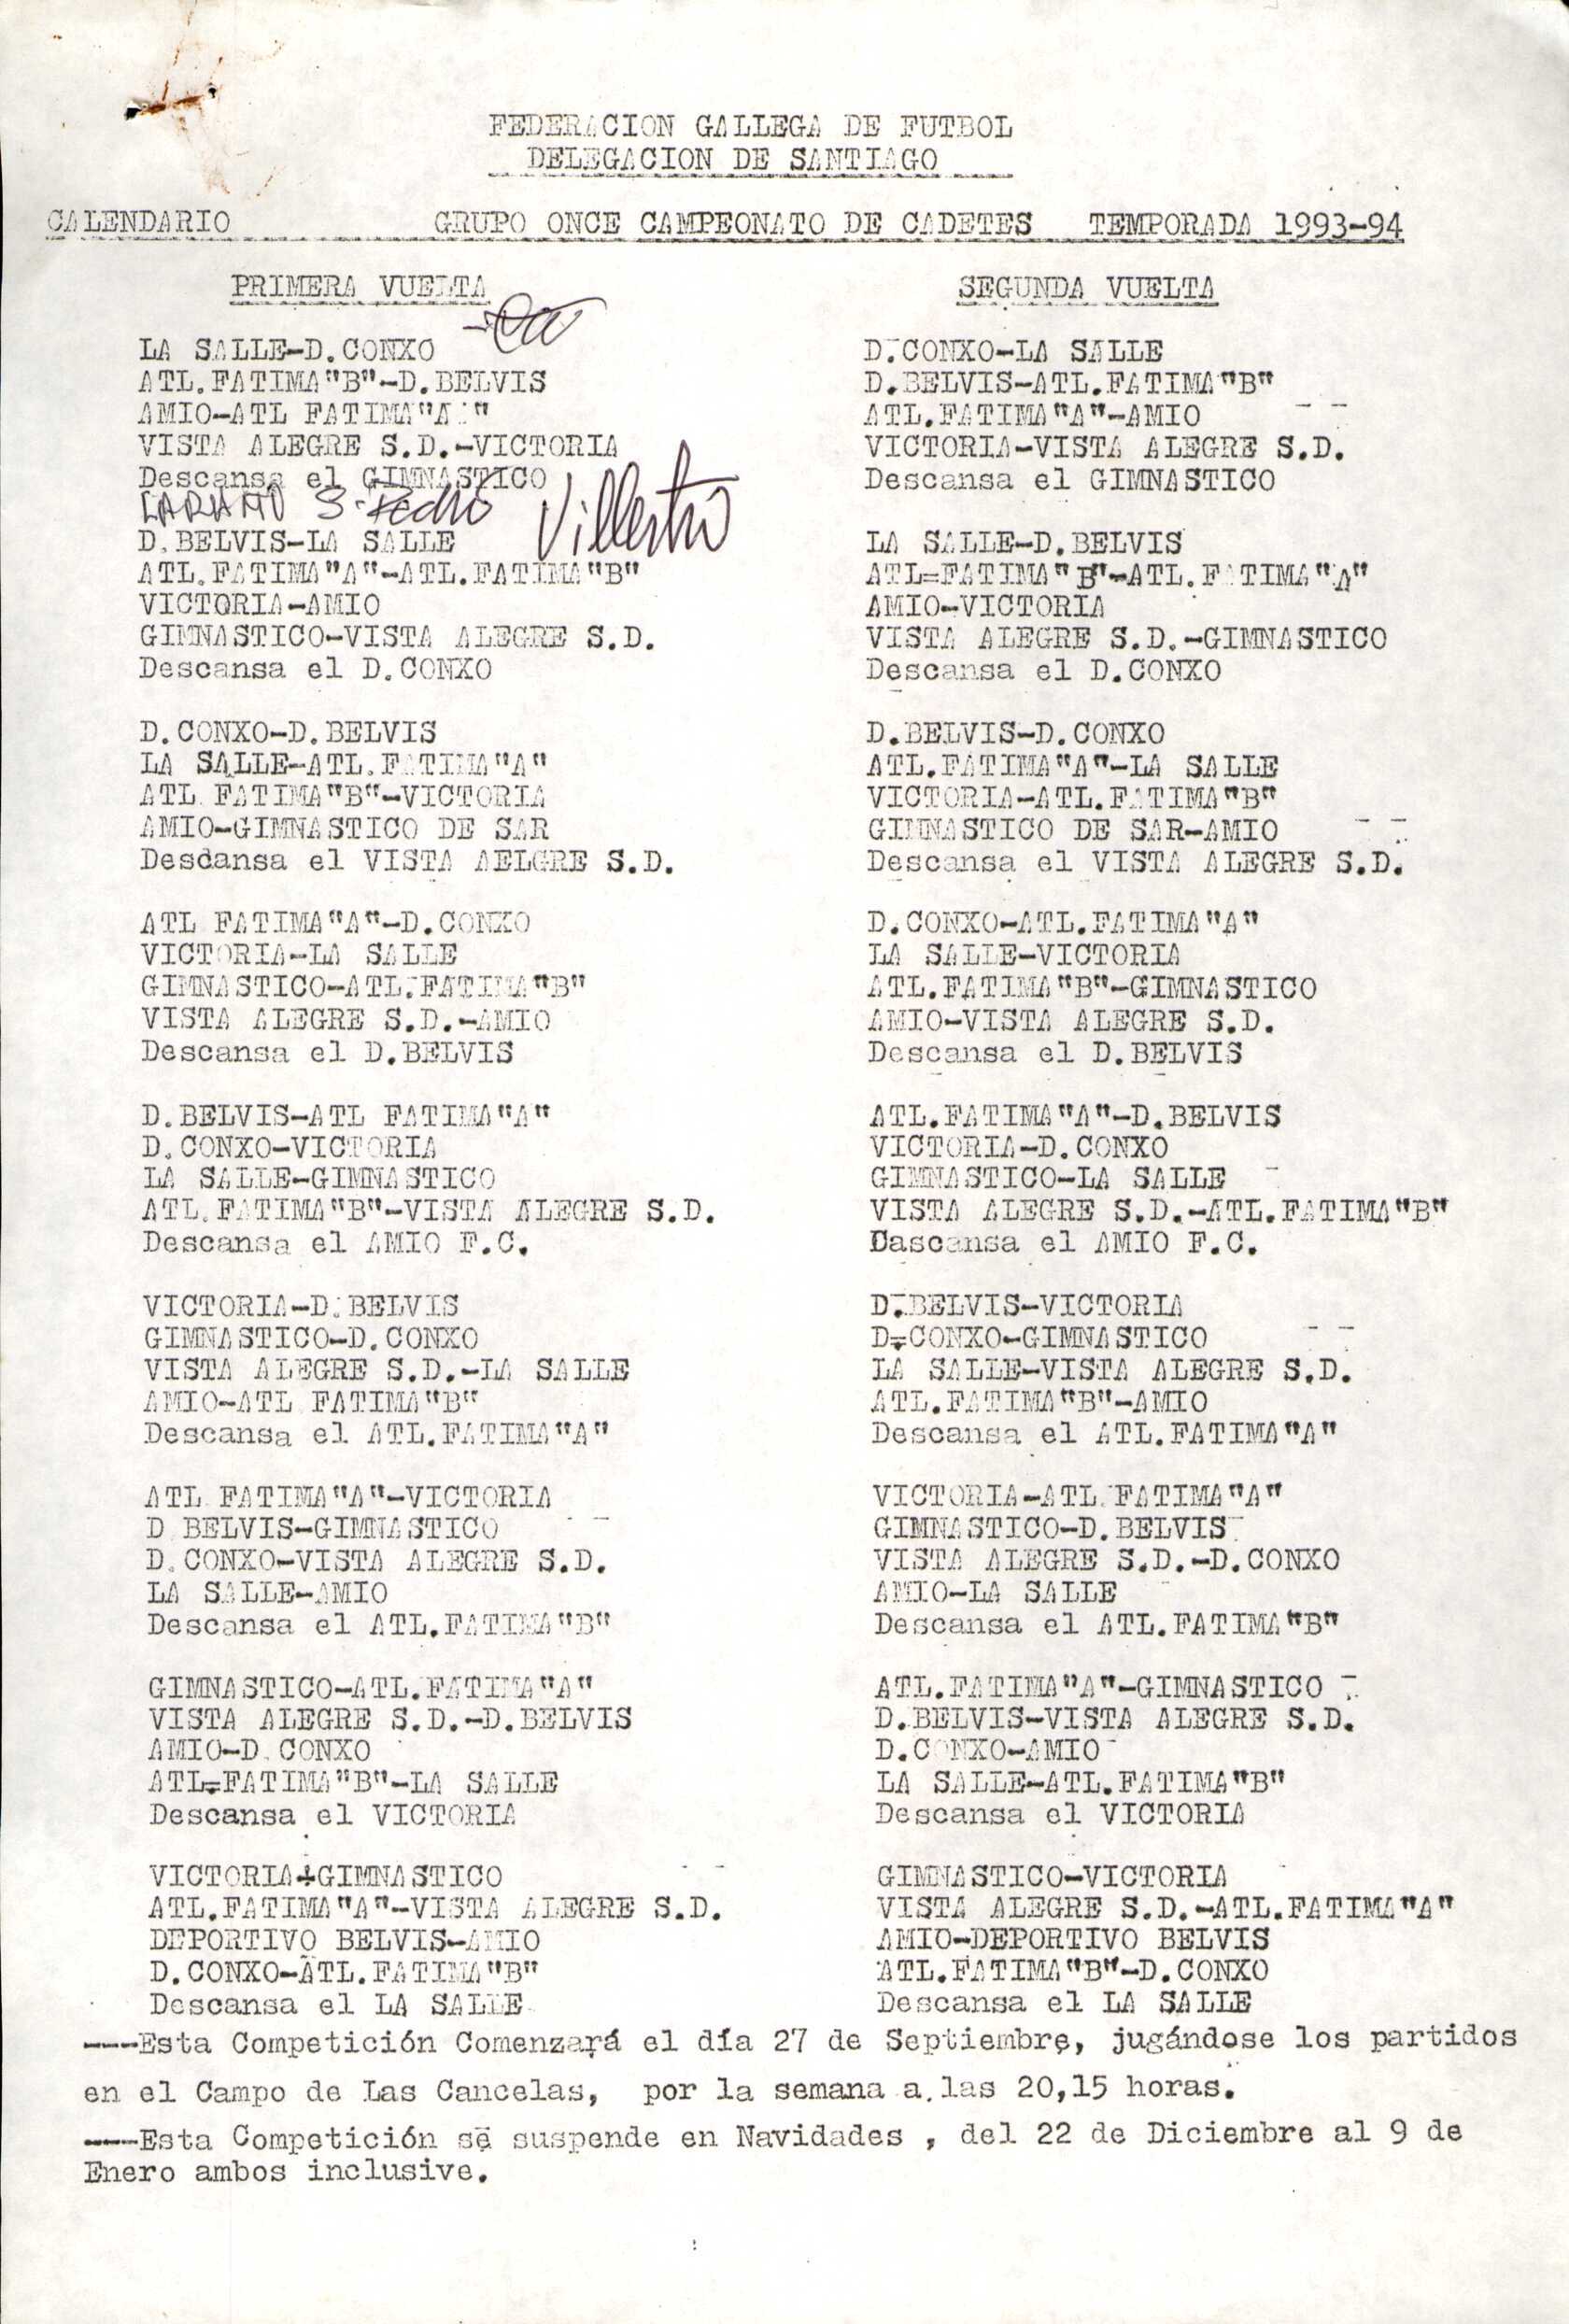 FEDERACION GALLEGA DE FUTBOL
DELEGACION DE SANTIAGO
CALENDARIO GRUPO ONCE CAMPEONATO DE CADETES TEMPORADA 1993-94
PRIMERA VUELTA
LA SALLE-D.CONXO
ATL.FATIMA"B"-D.BELVIS
AMIO-ATL FATIMA"A"
VISTA ALEGRE S.D.-VICTORIA
Descansa el GIMNASTICO
S. Pedro Villestro
D.BELVIS-LA SALLE
ATL.FATIMA"A"-ATL.FATIMA"B"
VICTORIA-AMIO
GIMNASTICO-VISTA ALEGRE S.D.
Descansa el D.CONXO
D.CONXO-D.BELVIS
LA SALLE-ATL.FATIMA"A"
ATL FATIMA"B"-VICTORIA
AMIO-GIMNASTICO DE SAR
Desdansa el VISTA AELGRE S.D.
ATL FATIMA"A"-D.CONXO
VICTORIA-LA SALLE
GIMNASTICO-ATL.FATIMA"B"
VISTA ALEGRE S.D.-AMIO
Descansa el D.BELVIS
D.BELVIS-ATL FATIMA"A"
D.CONXO-VICTORIA
LA SALLE-GIMNASTICO
ATL.FATIMA"B"-VISTA ALEGRE S.D.
Descansa el AMIO F.C.
VICTORIA-D.BELVIS
GIMNASTICO-D.CONXO
VISTA ALEGRE S.D.-LA SALLE
AMIO-ATL FATIMA"B"
Descansa el ATL.FATIMA"A"
ATL FATIMA"A"-VICTORIA
D BELVIS-GIMNASTICO
D.CONXO-VISTA ALEGRE S.D.
LA SALLE-AMIO
Descansa el ATL.FATIMA"B"
GIMNASTICO-ATL.FATIMA"A"
VISTA ALEGRE S.D.-D.BELVIS
AMIO-D.CONXO
ATL=FATIMA"B"-LA SALLE
Descansa el VICTORIA
VICTORIA+GIMNASTICO
ATL.FATIMA"A"-VISTA ALEGRE S.D.
DEPORTIVO BELVIS-AMIO
D.CONXO-ATL.FATIMA"B"
Descansa el LA SALLE
SEGUNDA VUELTA
D.CONXO-LA SALLE
D.BELVIS-ATL.FATIMA"B"
ATL.FATIMA"A"-AMIO
VICTORIA-VISTA ALEGRE S.D.
Descansa el GIMNASTICO
LA SALLE-D.BELVIS
ATL=FATIMA"B"-ATL.FATIMA"A"
AMIO-VICTORIA
VISTA ALEGRE S.D.-GIMNASTICO
Descansa el D.CONXO
D.BELVIS-D.CONXO
ATL.FATIMA"A"-LA SALLE
VICTORIA-ATL.FATIMA"B"
GIMNASTICO DE SAR-AMIO
Descansa el VISTA ALEGRE S.D.
D.CONXO-ATL.FATIMA"A"
LA SALLE-VICTORIA
ATL.FATIMA"B"-GIMNASTICO
AMIO-VISTA ALEGRE S.D.
Descansa el D.BELVIS
ATL.FATIMA"A"-D.BELVIS
VICTORIA-D.CONXO
GIMNASTICO-LA SALLE
VISTA ALEGRE S.D.-ATL.FATIMA"B"
Dascansa el AMIO F.C.
D.BELVIS-VICTORIA
D=CONXO-GIMNASTICO
LA SALLE-VISTA ALEGRE S.D.
ATL.FATIMA"B"-AMIO
Descansa el ATL.FATIMA"A"
VICTORIA-ATL.FATIMA"A"
GIMNASTICO-D.BELVIS
VISTA ALEGRE S.D.-D.CONXO
AMIO-LA SALLE
Descansa el ATL.FATIMA"B"
ATL.FATIMA"A"-GIMNASTICO
D.BELVIS-VISTA ALEGRE S.D.
D.CONXO-AMIO
LA SALLE-ATL.FATIMA"B"
Descansa el VICTORIA
GIMNASTICO-VICTORIA
VISTA ALEGRE S.D.-ATL.FATIMA"A"
AMIO-DEPORTIVO BELVIS
ATL.FATIMA"B"-D.CONXO
Descansa el LA SALLE
---Esta Competición Comenzará el día 27 de Septiembre, jugándose los partidos
en el Campo de Las Cancelas, por la semana a las 20,15 horas.
---Esta Competición se suspende en Navidades , del 22 de Diciembre al 9 de
Enero ambos inclusive.